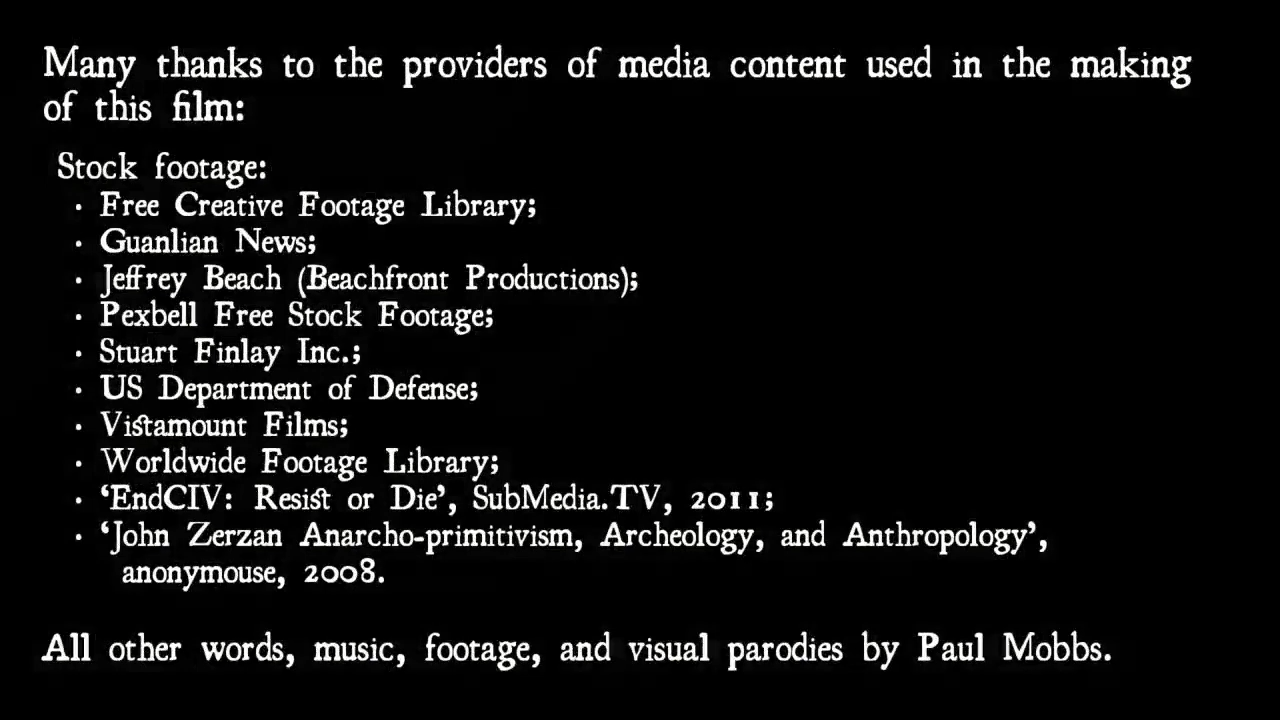 Many thanks to the providers of media content used in the making
of this film:
Stock footage:
• Free Creative Footage Library;
• Guanlian News;
• Jeffrey Beach (Beachfront Productions);
• Pexbell Free Stock Footage;
• Stuart Finlay Inc.;
• US Department of Defense;
• Vistamount Films;
• Worldwide Footage Library;
• ‘EndCIV: Resist or Die’, SubMedia.TV, 2011;
• ‘John Zerzan Anarcho-primitivism, Archeology, and Anthropology’,
anonymouse, 2008.
All other words, music, footage, and visual parodies by Paul Mobbs.